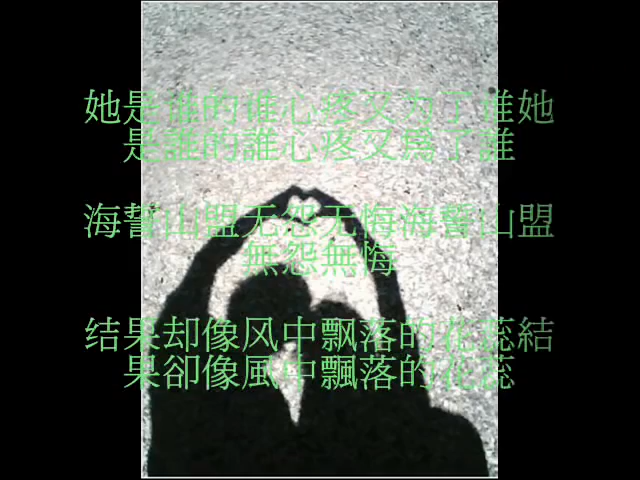 她是谁的谁心疼又为了谁她
是誰的誰心疼又爲了誰
海誓山盟无怨无悔海誓山盟
無怨無悔
结果却像风中飘落的花蕊結
果卻像風中飄落的花蕊